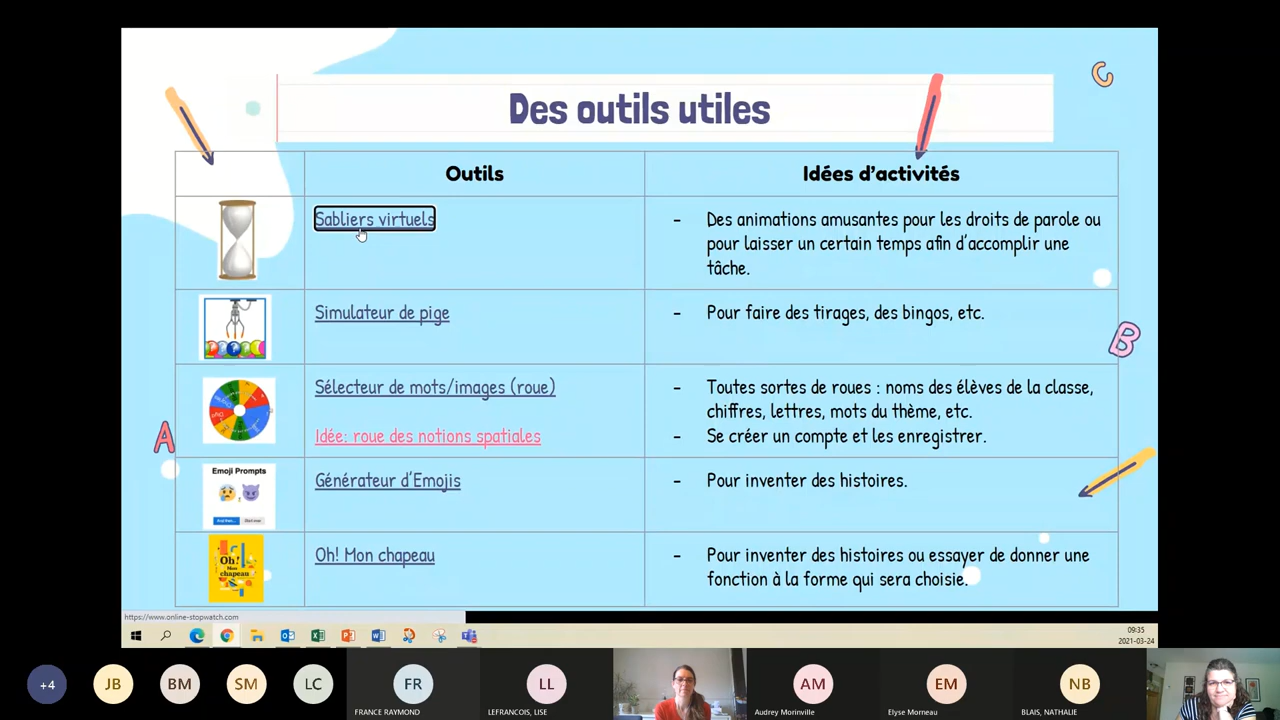 Des outils utiles
Outils
Idées d'activités
Sabliers virtuels
- Des animations amusantes pour les droits de parole ou
pour laisser un certain temps afin d'accomplir une
tâche.
Simulateur de pige
- Pour faire des tirages, des bingos, etc.
Sélecteur de mots/images (roue)
Idée: roue des notions spatiales
- Toutes sortes de roues : noms des élèves de la classe,
chiffres, lettres, mots du thème, etc.
- Se créer un compte et les enregistrer.
Emoji Prompts
Générateur d'Emojis
- Pour inventer des histoires.
Oh!
Mon
chapeau
Oh! Mon chapeau
- Pour inventer des histoires ou essayer de donner une
fonction à la forme qui sera choisie.
A
B
C
https://www.online-stopwatch.com
09:35
2021-03-24
+4
JB
BM
SM
LC
FR
FRANCE RAYMOND
LL
LEFRANCOIS, LISE
AM
Audrey Morinville
EM
Elyse Morneau
NB
BLAIS, NATHALIE